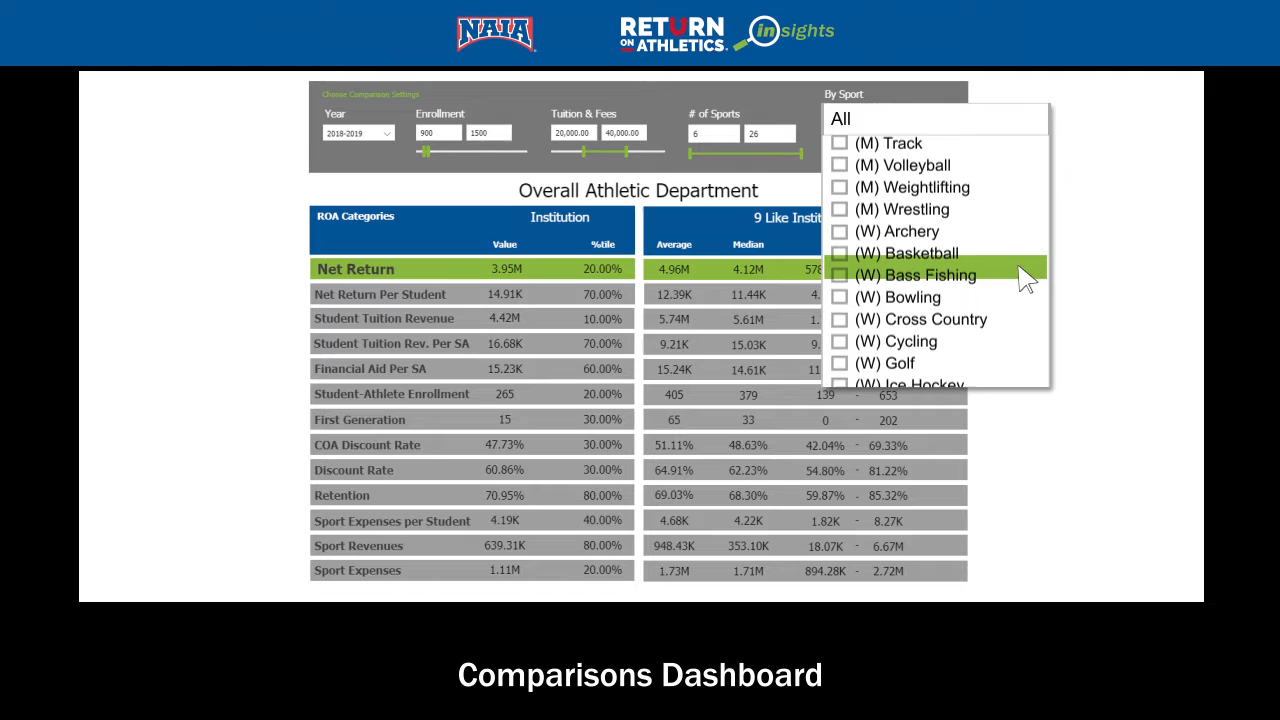 NAIA
RETURN ON ATHLETICS. insights
Choose Comparison Settings
Year Enrollment Tuition & Fees # of Sports By Sport
2018-2019 900 1500 20,000.00 40,000.00 6 26
All
(M) Track
(M) Volleyball
(M) Weightlifting
(M) Wrestling
(W) Archery
(W) Basketball
(W) Bass Fishing
(W) Bowling
(W) Cross Country
(W) Cycling
(W) Golf
(W) Ice Hockey
Overall Athletic Department
ROA Categories Institution 9 Like
Value %tile Average Median
Net Return 3.95M 20.00% 4.96M 4.12M
Net Return Per Student 14.91K 70.00% 12.39K 11.44K
Student Tuition Revenue 4.42M 10.00% 5.74M 5.61M
Student Tuition Rev. Per SA 16.68K 70.00% 9.21K 15.03K
Financial Aid Per SA 15.23K 60.00% 15.24K 14.61K
Student-Athlete Enrollment 265 20.00% 405 379 139 - 653
First Generation 15 30.00% 65 33 0 - 202
COA Discount Rate 47.73% 30.00% 51.11% 48.63% 42.04% - 69.33%
Discount Rate 60.86% 30.00% 64.91% 62.23% 54.80% - 81.22%
Retention 70.95% 80.00% 69.03% 68.30% 59.87% - 85.32%
Sport Expenses per Student 4.19K 40.00% 4.68K 4.22K 1.82K - 8.27K
Sport Revenues 639.31K 80.00% 948.43K 353.10K 18.07K - 6.67M
Sport Expenses 1.11M 20.00% 1.73M 1.71M 894.28K - 2.72M
Comparisons Dashboard